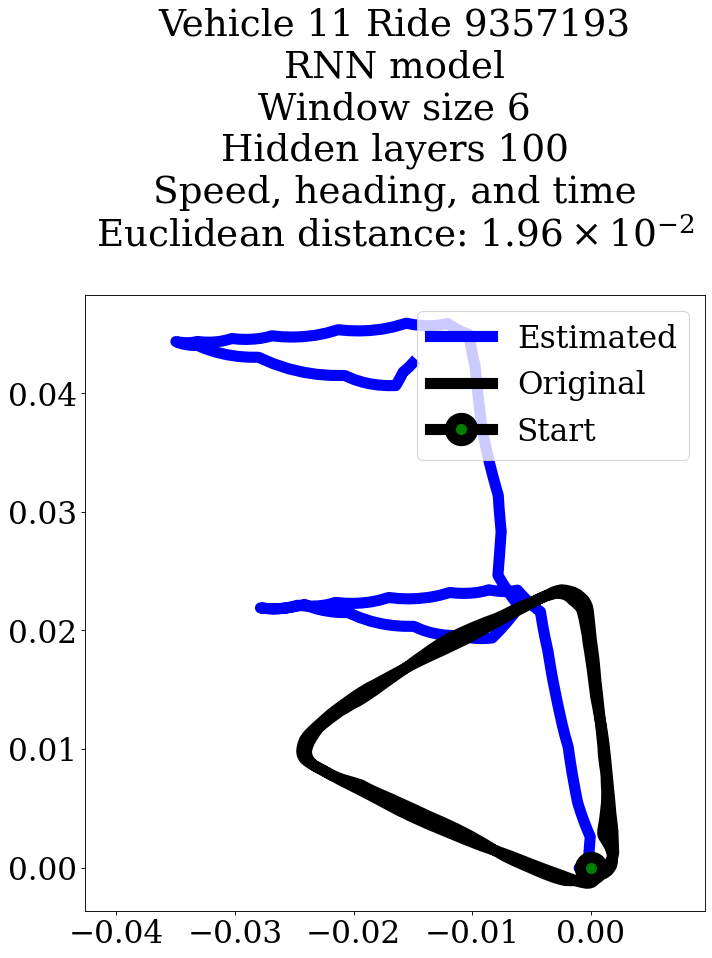 Vehicle 11 Ride 9357193
RNN model
Window size 6
Hidden layers 100
Speed, heading, and time
Euclidean distance: 1.96 × 10⁻²
Estimated
Original
Start
0.04
0.03
0.02
0.01
0.00
−0.04 −0.03 −0.02 −0.01 0.00